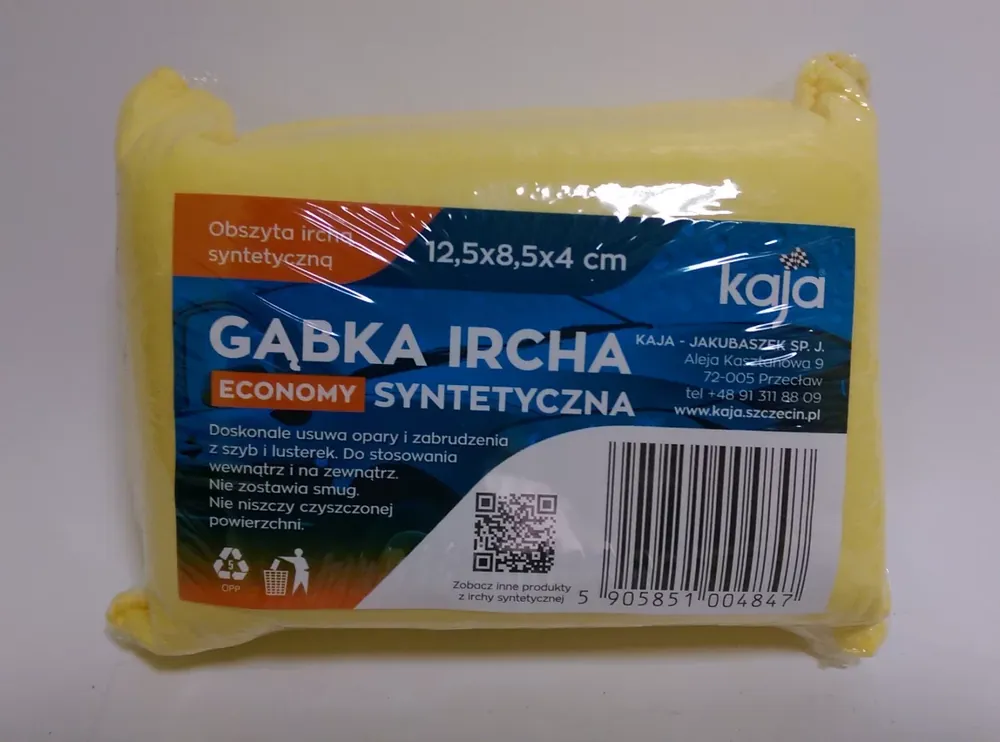 Obszyta irchą
syntetyczną
12,5x8,5x4 cm
kaja
GĄBKA IRCHA
ECONOMY SYNTETYCZNA
KAJA - JAKUBASZEK SP. J.
Aleja Kasztanowa 9
72-005 Przecław
tel +48 91 311 88 09
www.kaja.szczecin.pl
Doskonale usuwa opary i zabrudzenia
z szyb i lusterek. Do stosowania
wewnątrz i na zewnątrz.
Nie zostawia smug.
Nie niszczy czyszczonej
powierzchni.
5
OPP
Zobacz inne produkty
z irchy syntetycznej
5 905851 004847